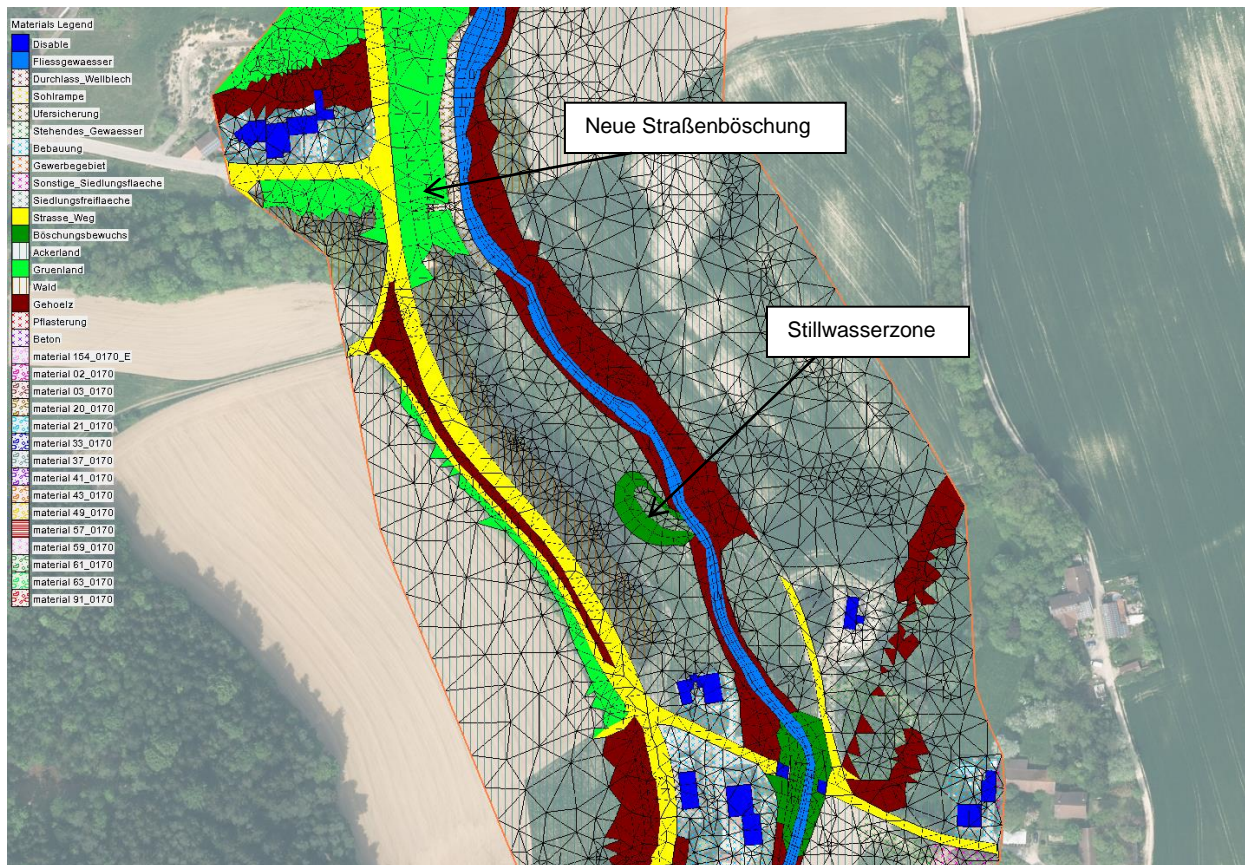 Materials Legend
Disable
Fliessgewaesser
Durchlass_Wellblech
Sohlrampe
Ufersicherung
Stehendes_Gewaesser
Bebauung
Gewerbegebiet
Sonstige_Siedlungsflaeche
Siedlungsfreiflaeche
Strasse_Weg
Böschungsbewuchs
Ackerland
Gruenland
Wald
Gehoelz
Pflasterung
Beton
material 154_0170_E
material 02_0170
material 03_0170
material 20_0170
material 21_0170
material 33_0170
material 37_0170
material 41_0170
material 43_0170
material 49_0170
material 57_0170
material 59_0170
material 61_0170
material 63_0170
material 91_0170
Neue Straßenböschung
Stillwasserzone